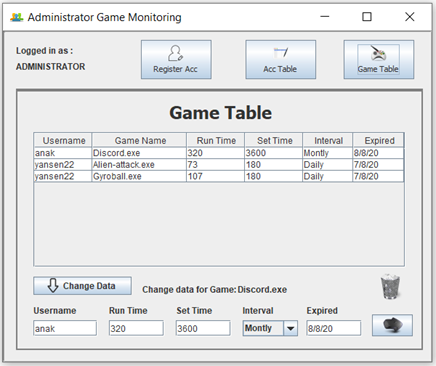 Administrator Game Monitoring
Logged in as :
ADMINISTRATOR
Register Acc
Acc Table
Game Table
Game Table
Username Game Name Run Time Set Time Interval Expired
anak Discord.exe 320 3600 Montly 8/8/20
yansen22 Alien-attack.exe 73 180 Daily 7/8/20
yansen22 Gyroball.exe 107 180 Daily 7/8/20
Change Data
Change data for Game: Discord.exe
Username Run Time Set Time Interval Expired
anak 320 3600 Montly 8/8/20